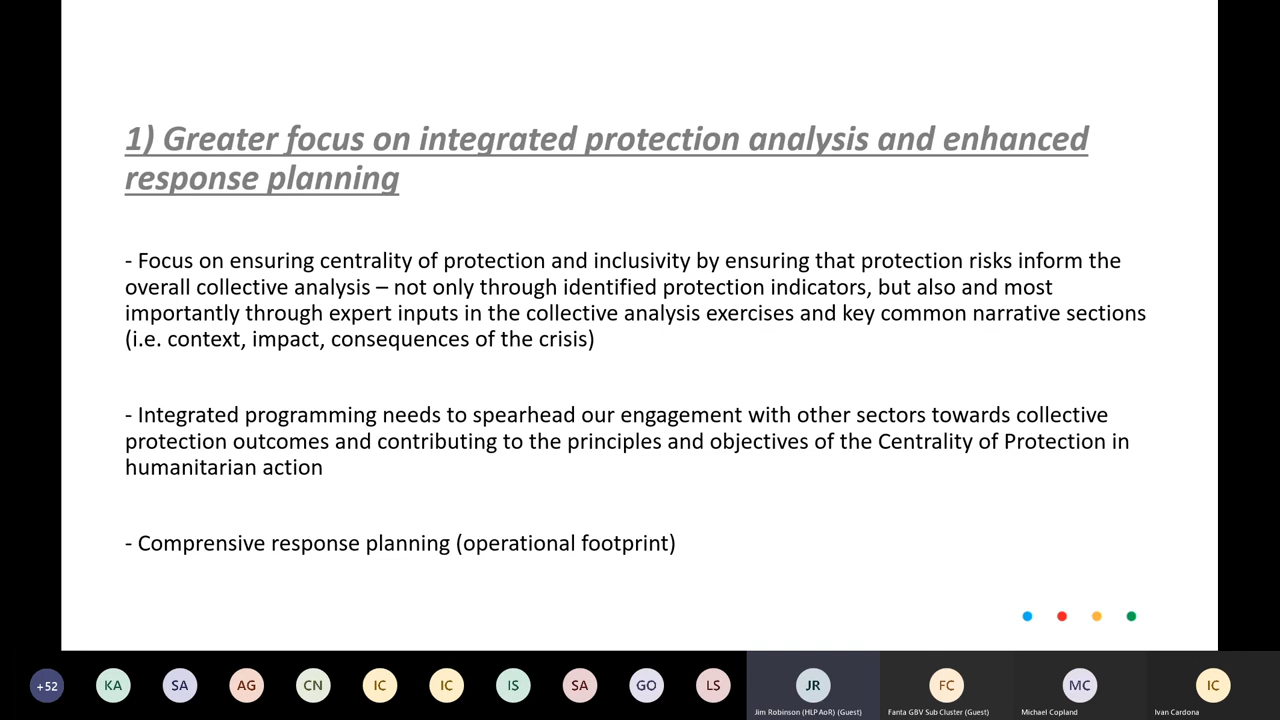 1) Greater focus on integrated protection analysis and enhanced
response planning
- Focus on ensuring centrality of protection and inclusivity by ensuring that protection risks inform the
overall collective analysis – not only through identified protection indicators, but also and most
importantly through expert inputs in the collective analysis exercises and key common narrative sections
(i.e. context, impact, consequences of the crisis)
- Integrated programming needs to spearhead our engagement with other sectors towards collective
protection outcomes and contributing to the principles and objectives of the Centrality of Protection in
humanitarian action
- Comprensive response planning (operational footprint)
+52 KA SA AG CN IC IC IS SA GO LS JR FC MC IC
Jim Robinson (HLP AoR) (Guest) Fanta GBV Sub Cluster (Guest) Michael Copland Ivan Cardona